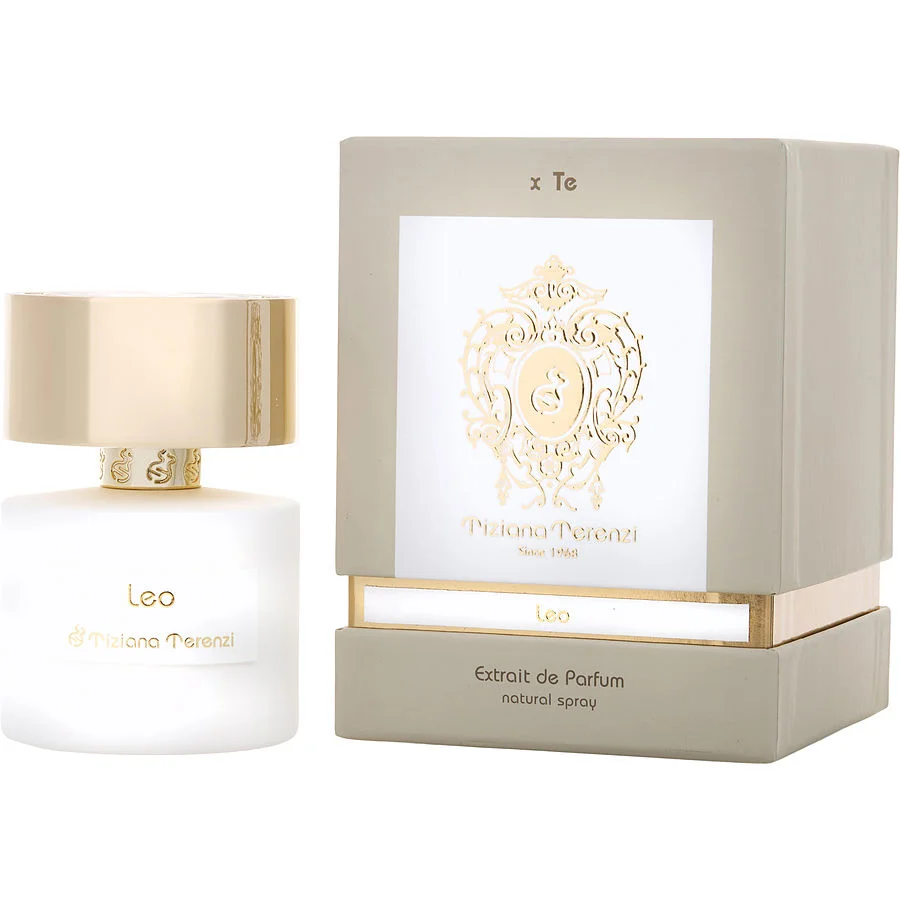 Leo
Tiziana Terenzi
x Te
Tiziana Terenzi
Since 1968
Leo
Extrait de Parfum
natural spray